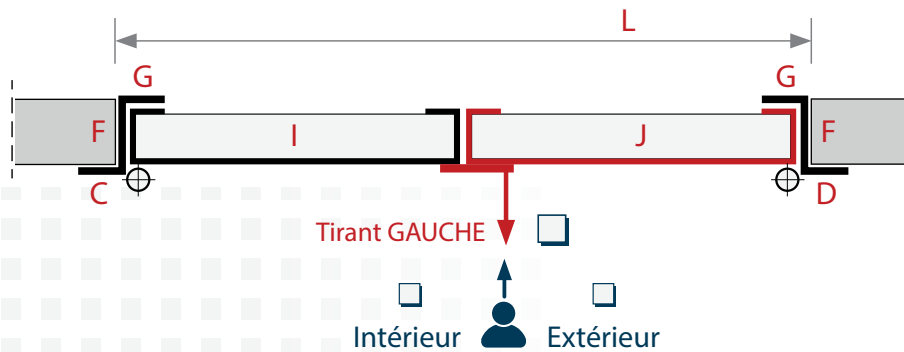 L
G G
F I J F
C D
Tirant GAUCHE
Intérieur Extérieur